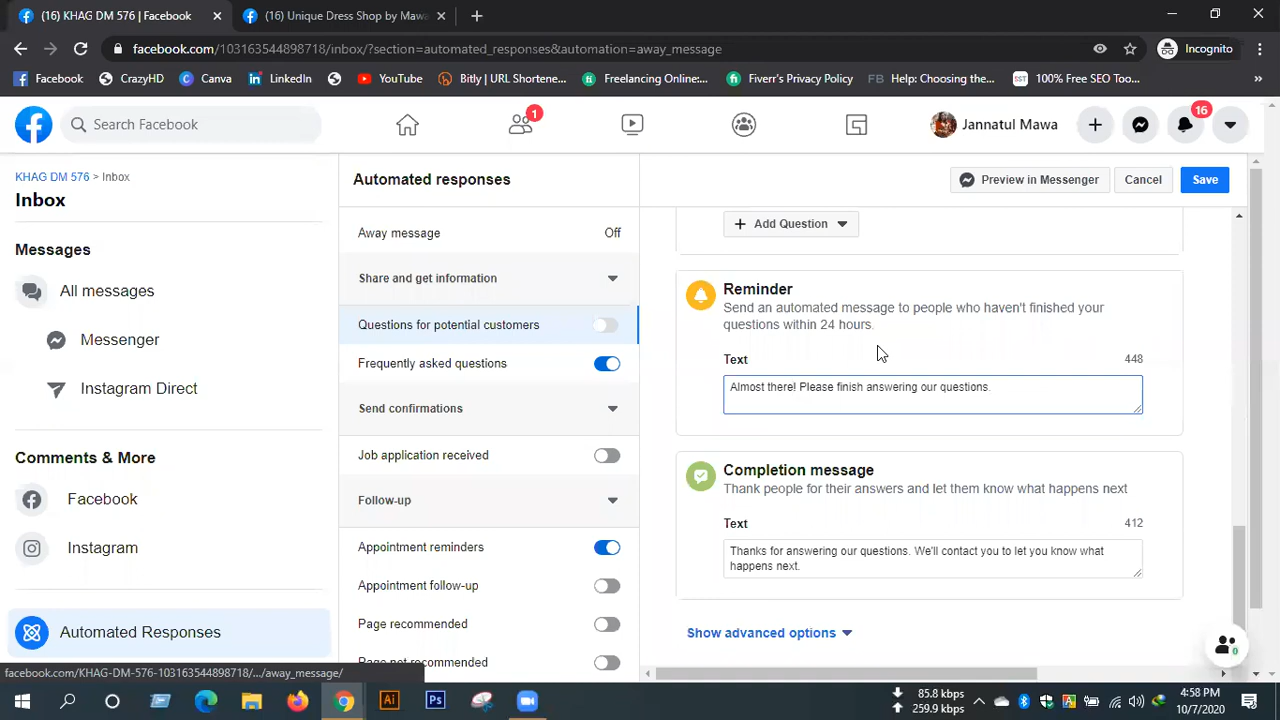 (16) KHAG DM 576 | Facebook
(16) Unique Dress Shop by Mawa
facebook.com/103163544898718/inbox/?section=automated_responses&automation=away_message
Incognito
Facebook
CrazyHD
Canva
LinkedIn
YouTube
Bitly | URL Shortene...
Freelancing Online:...
Fiverr's Privacy Policy
Help: Choosing the...
100% Free SEO Too...
Search Facebook
1
Jannatul Mawa
16
KHAG DM 576 > Inbox
Inbox
Messages
All messages
Messenger
Instagram Direct
Comments & More
Facebook
Instagram
Automated Responses
facebook.com/KHAG-DM-576-103163544898718/.../away_message/
Automated responses
Away message
Off
Share and get information
Questions for potential customers
Frequently asked questions
Send confirmations
Job application received
Follow-up
Appointment reminders
Appointment follow-up
Page recommended
Page not recommended
Preview in Messenger
Cancel
Save
Add Question
Reminder
Send an automated message to people who haven't finished your
questions within 24 hours.
Text
448
Almost there! Please finish answering our questions.
Completion message
Thank people for their answers and let them know what happens next
Text
412
Thanks for answering our questions. We'll contact you to let you know what
happens next.
Show advanced options
85.8 kbps
259.9 kbps
4:58 PM
10/7/2020